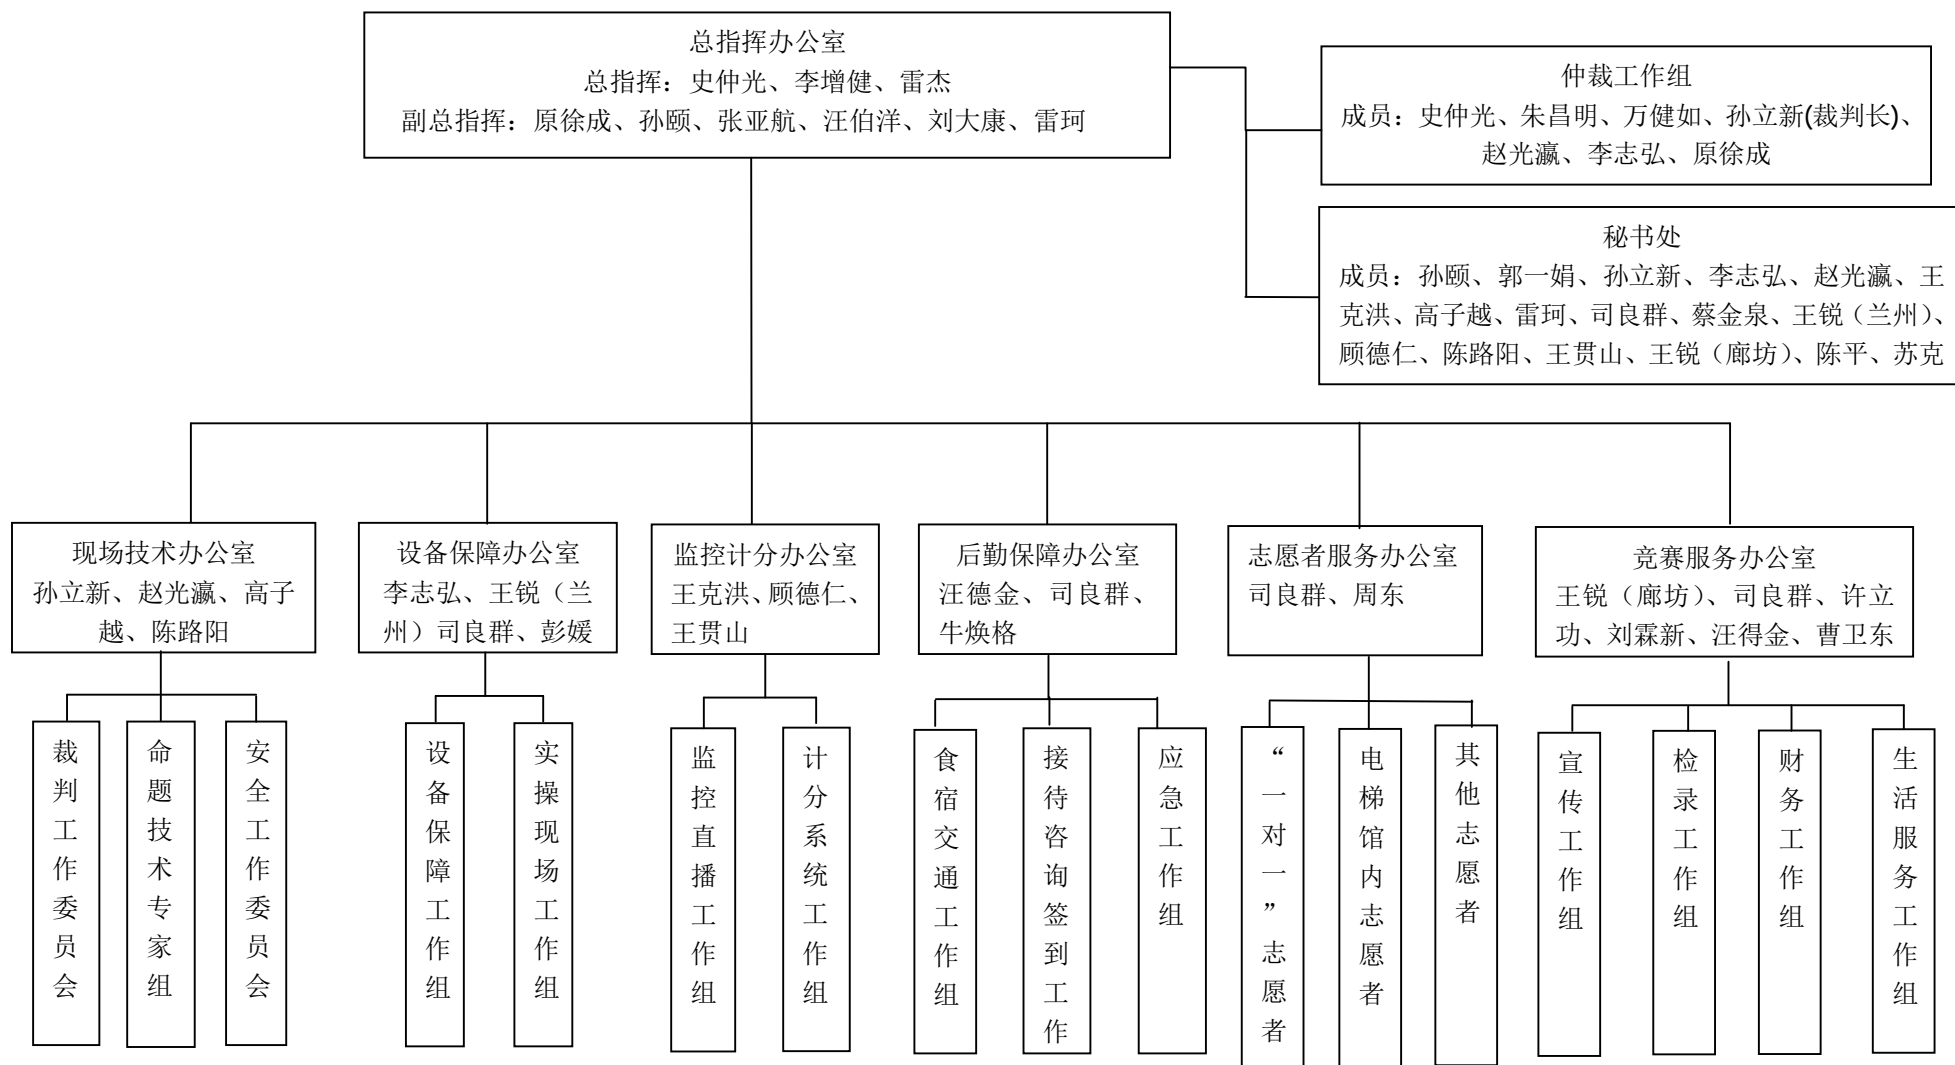 总指挥办公室
总指挥：史仲光、李增健、雷杰
副总指挥：原徐成、孙颐、张亚航、汪伯洋、刘大康、雷珂
仲裁工作组
成员：史仲光、朱昌明、万健如、孙立新(裁判长)、
赵光瀛、李志弘、原徐成
秘书处
成员：孙颐、郭一娟、孙立新、李志弘、赵光瀛、王
克洪、高子越、雷珂、司良群、蔡金泉、王锐（兰州）、
顾德仁、陈路阳、王贯山、王锐（廊坊）、陈平、苏克
现场技术办公室
孙立新、赵光瀛、高子
越、陈路阳
设备保障办公室
李志弘、王锐（兰
州）司良群、彭媛
监控计分办公室
王克洪、顾德仁、
王贯山
后勤保障办公室
汪德金、司良群、
牛焕格
志愿者服务办公室
司良群、周东
竞赛服务办公室
王锐（廊坊）、司良群、许立
功、刘霖新、汪得金、曹卫东
裁判工作委员会
命题技术专家组
安全工作委员会
设备保障工作组
实操现场工作组
监控直播工作组
计分系统工作组
食宿交通工作组
接待咨询签到工作
应急工作组
“一对一”志愿者
电梯馆内志愿者
其他志愿者
宣传工作组
检录工作组
财务工作组
生活服务工作组